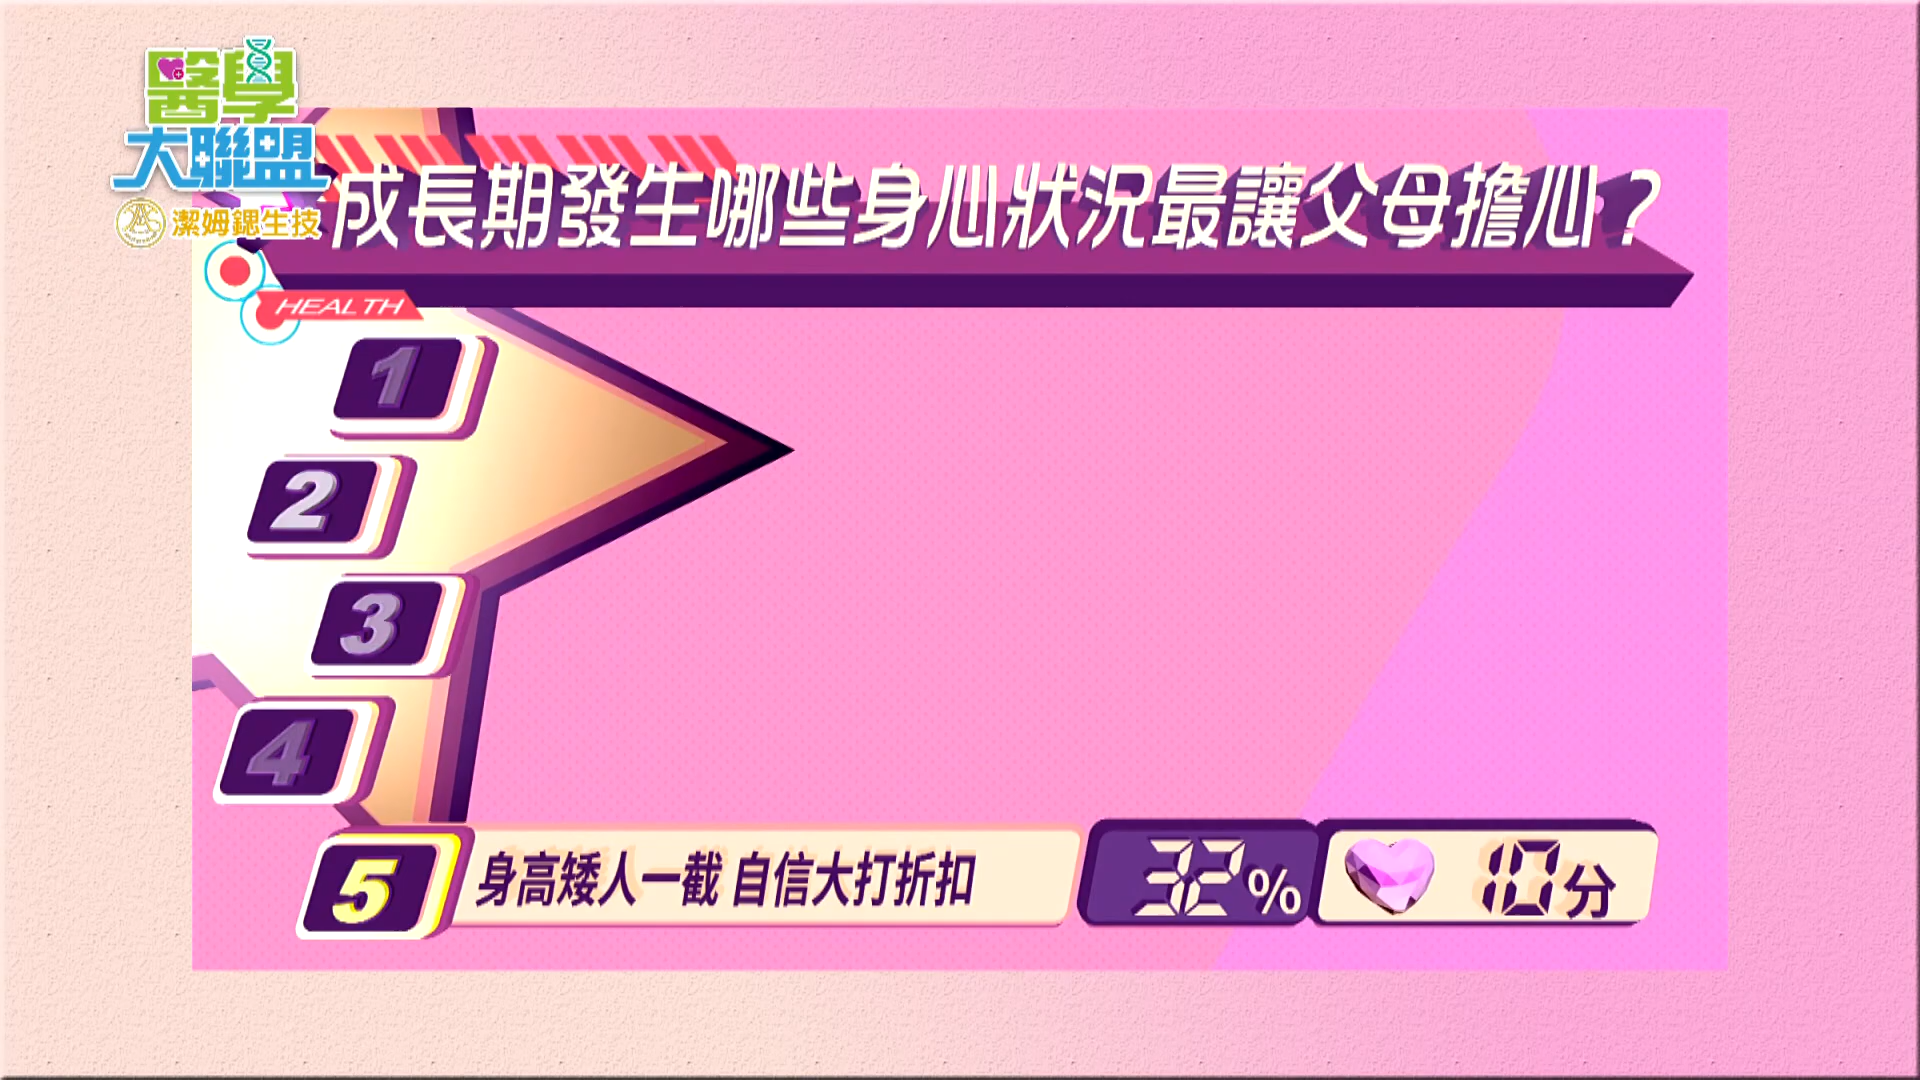 醫學
大聯盟
潔姆鍶生技
成長期發生哪些身心狀況最讓父母擔心？
HEALTH
1
2
3
4
5 身高矮人一截 自信大打折扣 32% 10分